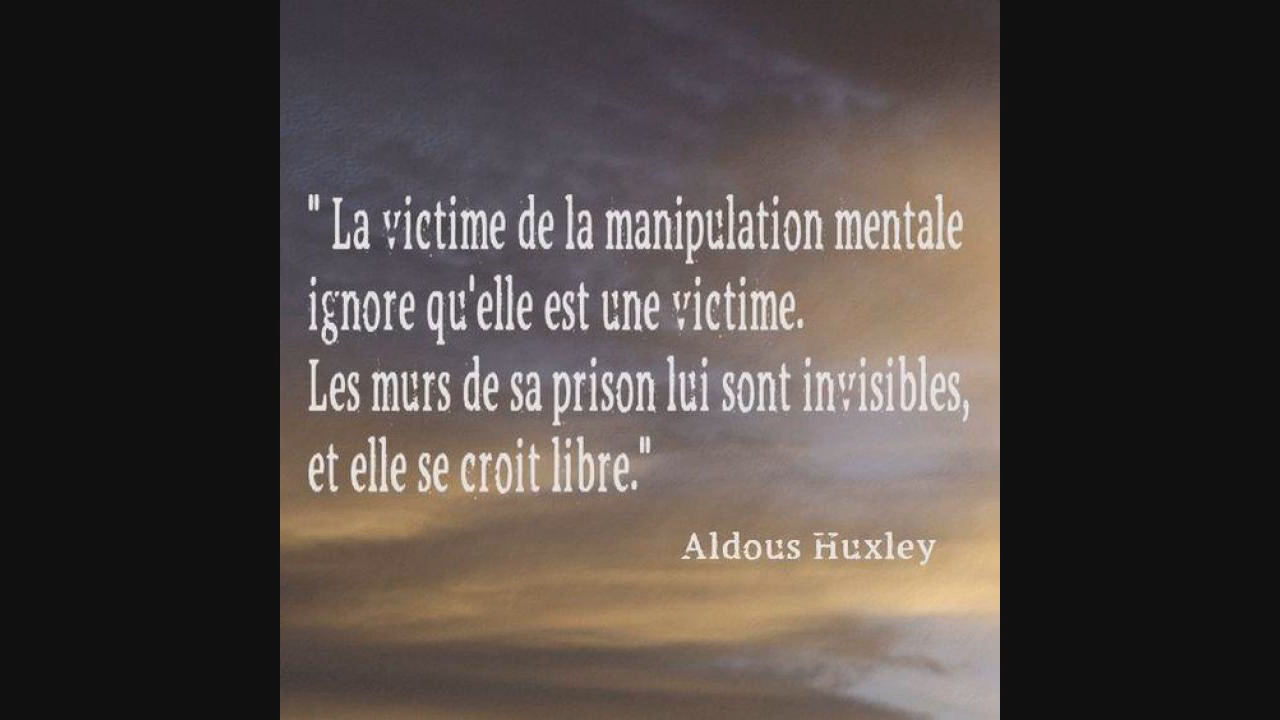 " La victime de la manipulation mentale
ignore qu'elle est une victime.
Les murs de sa prison lui sont invisibles,
et elle se croit libre."
Aldous Huxley